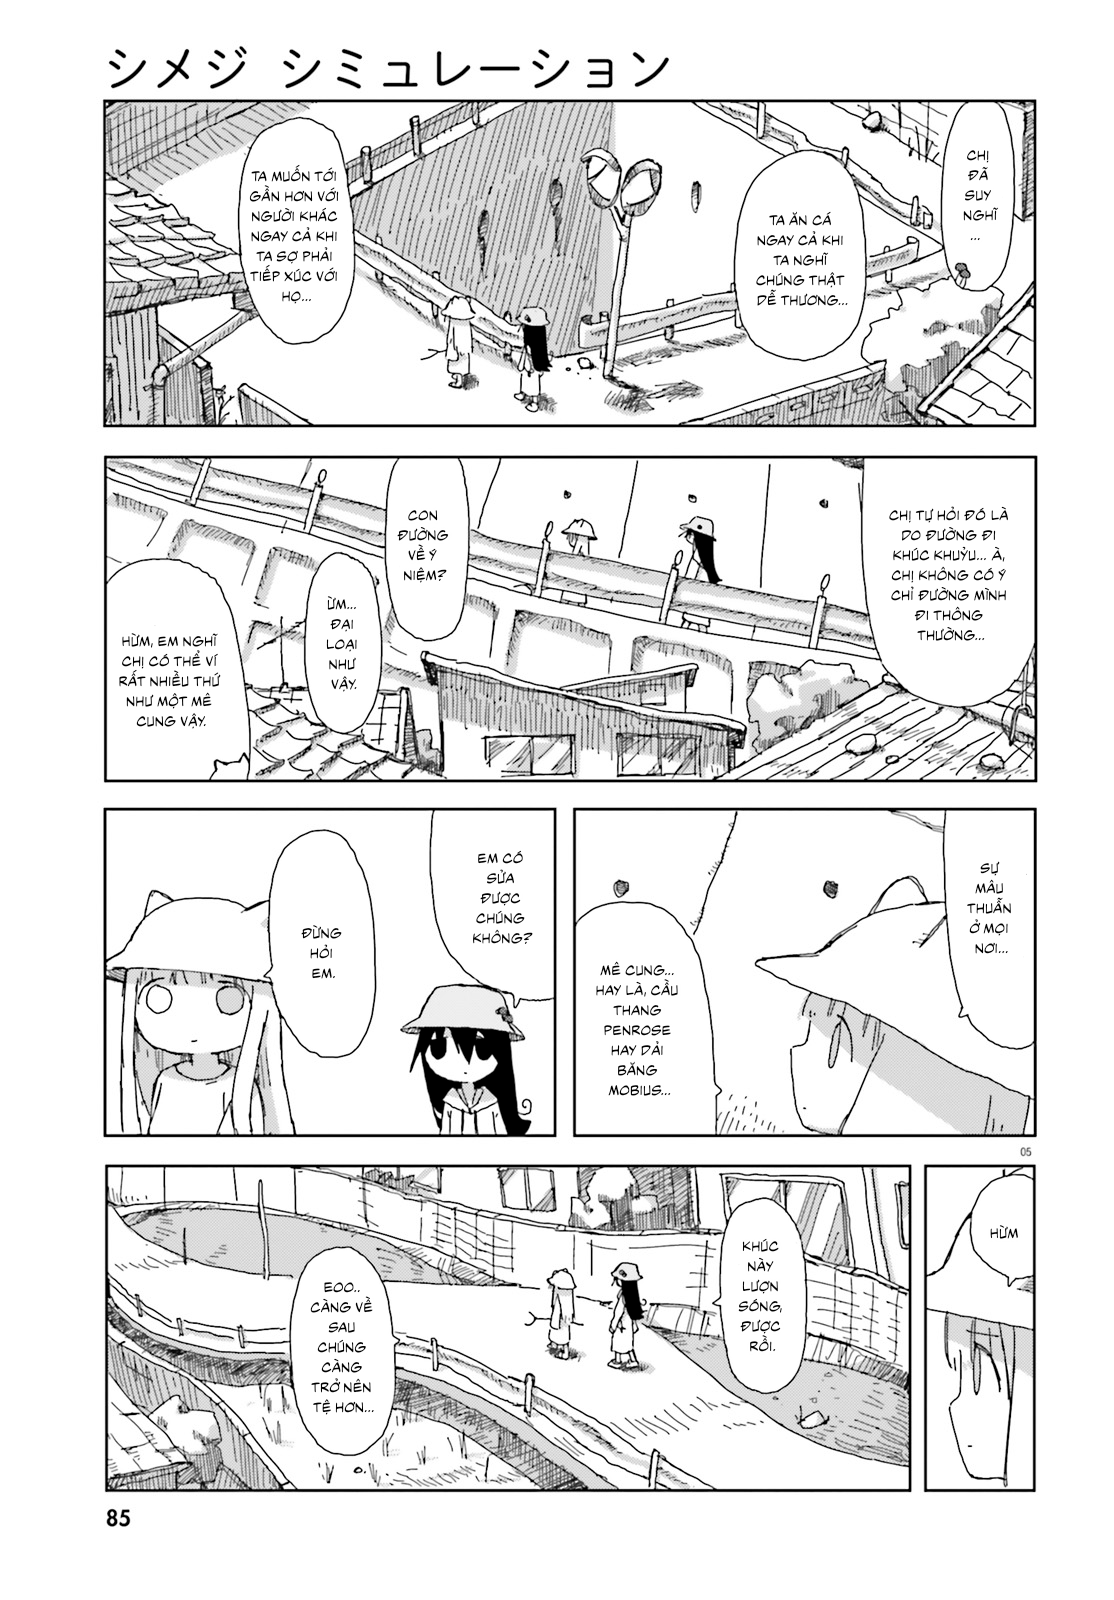 シメジ シミュレーション
CHỊ
ĐÃ
SUY
NGHĨ
...
TA ĂN CÁ
NGAY CẢ KHI
TA NGHĨ
CHÚNG THẬT
DỄ THƯƠNG...
TA MUỐN TỚI
GẦN HƠN VỚI
NGƯỜI KHÁC
NGAY CẢ KHI
TA SỢ PHẢI
TIẾP XÚC VỚI
HỌ...
CHỊ TỰ HỎI ĐÓ LÀ
DO ĐƯỜNG ĐI
KHÚC KHUỶU... À,
CHỊ KHÔNG CÓ Ý
CHỈ ĐƯỜNG MÌNH
ĐI THÔNG
THƯỜNG...
CON
ĐƯỜNG
VỀ Ý
NIỆM?
ỪM...
ĐẠI
LOẠI
NHƯ
VẬY.
HỪM, EM NGHĨ
CHỊ CÓ THỂ VÍ
RẤT NHIỀU THỨ
NHƯ MỘT MÊ
CUNG VẬY.
SỰ
MÂU
THUẪN
Ở MỌI
NƠI...
MÊ CUNG...
HAY LÀ, CẦU
THANG
PENROSE
HAY DẢI
BĂNG
MOBIUS...
EM CÓ
SỬA
ĐƯỢC
CHÚNG
KHÔNG?
ĐỪNG
HỎI
EM.
05
HỪM
KHÚC
NÀY
LƯỢN
SÓNG,
ĐƯỢC
RỒI.
EOO..
CÀNG VỀ
SAU
CHÚNG
CÀNG
TRỞ NÊN
TỆ HƠN...
85